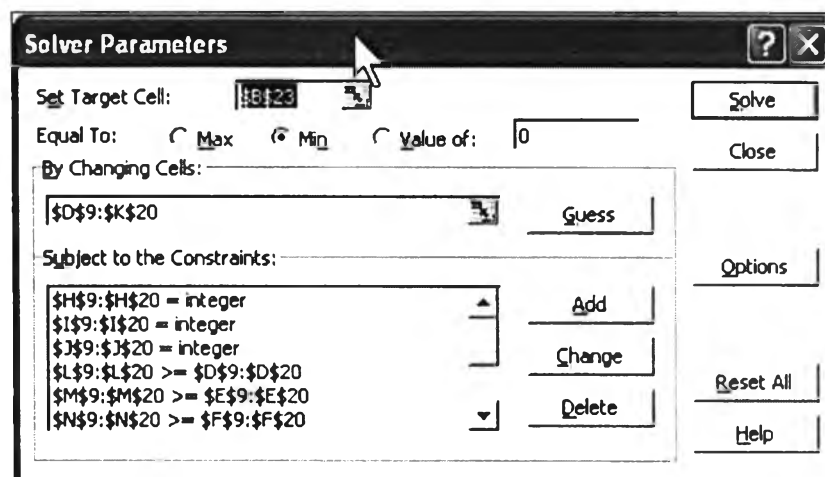 Solver Parameters
Set Target Cell: $B$23
Solve
Equal To: Max Min Value of: 0
Close
By Changing Cells:
$D$9:$K$20
Guess
Subject to the Constraints:
Options
$H$9:$H$20 = integer
Add
$I$9:$I$20 = integer
$J$9:$J$20 = integer
Change
$L$9:$L$20 >= $D$9:$D$20
$M$9:$M$20 >= $E$9:$E$20
Reset All
$N$9:$N$20 >= $F$9:$F$20
Delete
Help